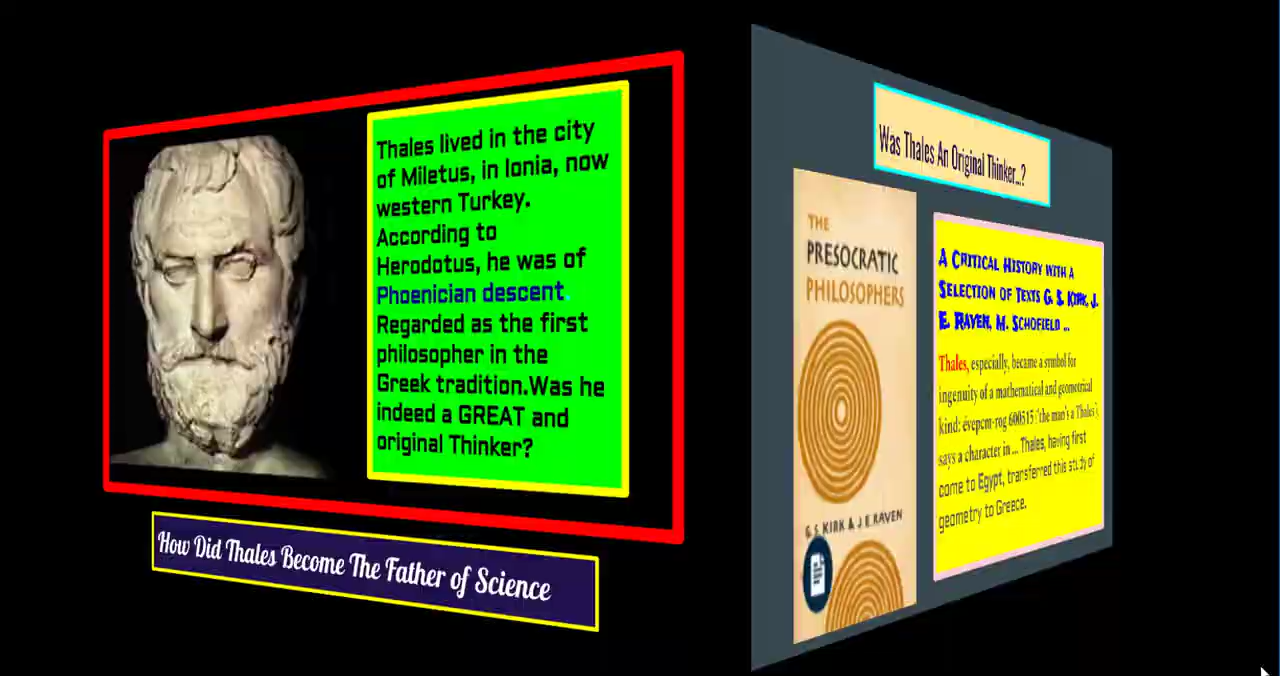 Thales lived in the city
of Miletus, in Ionia, now
western Turkey.
According to
Herodotus, he was of
Phoenician descent.
Regarded as the first
philosopher in the
Greek tradition.Was he
indeed a GREAT and
original Thinker?
How Did Thales Become The Father of Science
Was Thales An Original Thinker...?
THE
PRESOCRATIC
PHILOSOPHERS
G. S. KIRK & J. E. RAVEN
A Critical History with a
Selection of Texts G. S. Kirk, J.
E. Raven, M. Schofield ...
Thales, especially, became a symbol for
ingenuity of a mathematical and geometrical
kind: 600515 'the man's a Thales',
says a character in ... Thales, having first
come to Egypt, transferred this study of
geometry to Greece.